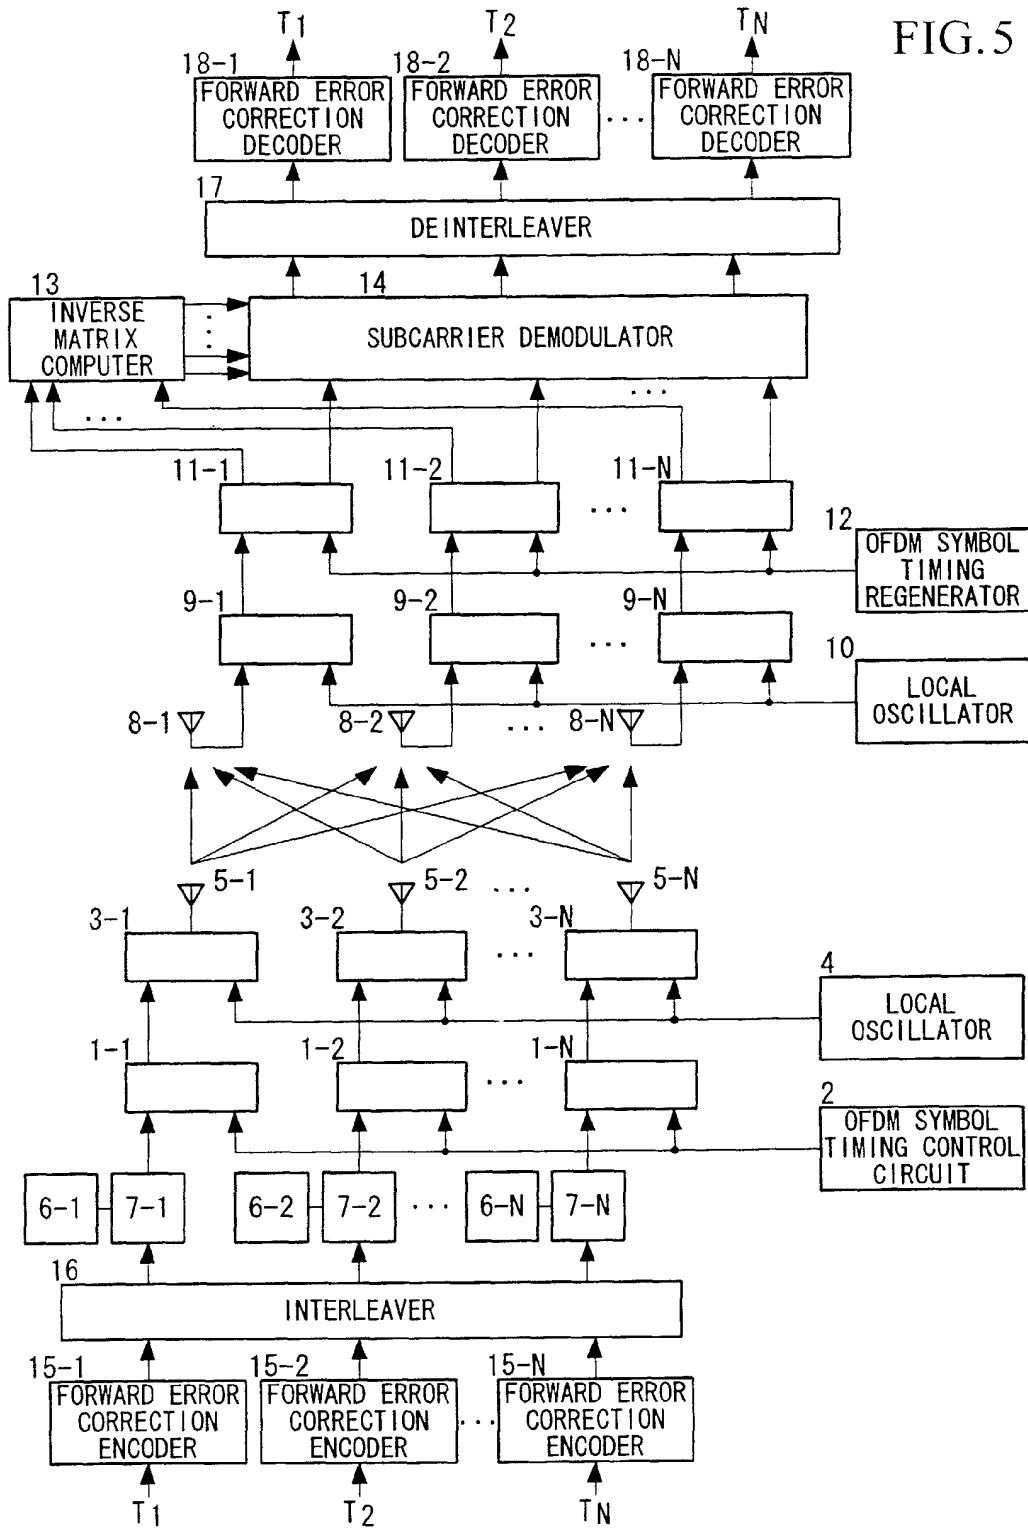 FIG.5
T1 T2 TN
18-1 18-2 18-N
FORWARD ERROR
CORRECTION
DECODER
FORWARD ERROR
CORRECTION
DECODER
...
FORWARD ERROR
CORRECTION
DECODER
17
DEINTERLEAVER
13
INVERSE
MATRIX
COMPUTER
14
SUBCARRIER DEMODULATOR
11-1 11-2 ... 11-N
12
OFDM SYMBOL
TIMING
REGENERATOR
9-1 9-2 ... 9-N
10
LOCAL
OSCILLATOR
8-1 8-2 ... 8-N
5-1 5-2 ... 5-N
3-1 3-2 ... 3-N
4
LOCAL
OSCILLATOR
1-1 1-2 ... 1-N
2
OFDM SYMBOL
TIMING CONTROL
CIRCUIT
6-1 7-1 6-2 7-2 ... 6-N 7-N
16
INTERLEAVER
15-1 15-2 15-N
FORWARD ERROR
CORRECTION
ENCODER
FORWARD ERROR
CORRECTION
ENCODER
...
FORWARD ERROR
CORRECTION
ENCODER
T1 T2 TN